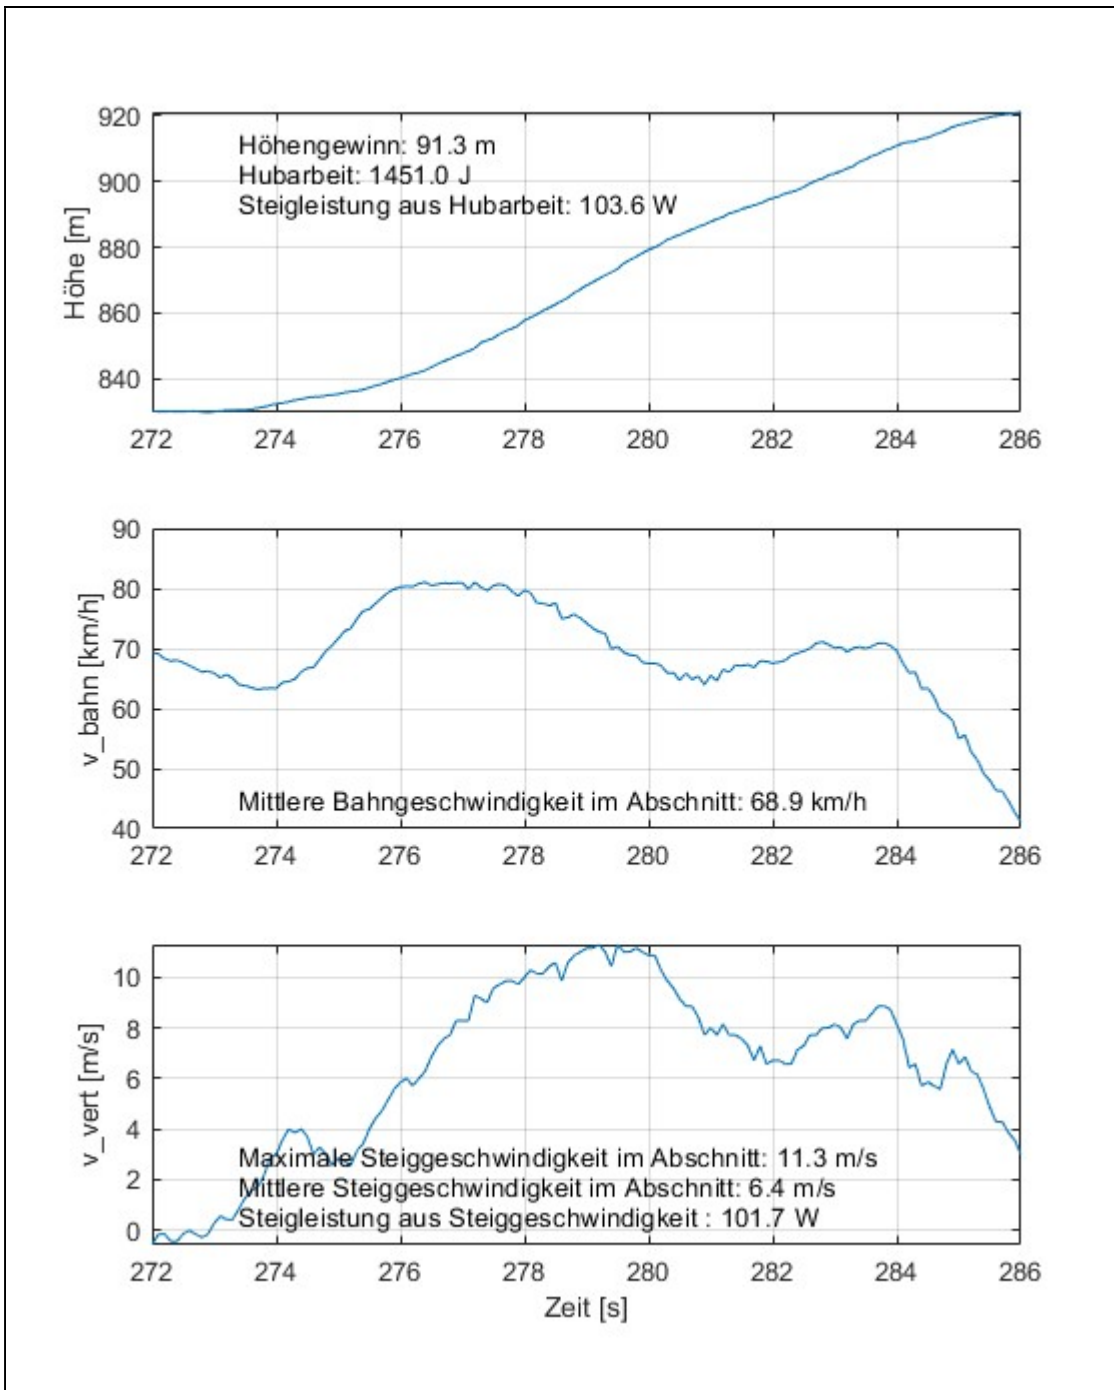 920
900
880
860
840
Höhe [m]
Höhengewinn: 91.3 m
Hubarbeit: 1451.0 J
Steigleistung aus Hubarbeit: 103.6 W
272 274 276 278 280 282 284 286
90
80
70
60
50
40
v_bahn [km/h]
Mittlere Bahngeschwindigkeit im Abschnitt: 68.9 km/h
272 274 276 278 280 282 284 286
10
8
6
4
2
0
v_vert [m/s]
Maximale Steiggeschwindigkeit im Abschnitt: 11.3 m/s
Mittlere Steiggeschwindigkeit im Abschnitt: 6.4 m/s
Steigleistung aus Steiggeschwindigkeit : 101.7 W
272 274 276 278 280 282 284 286
Zeit [s]